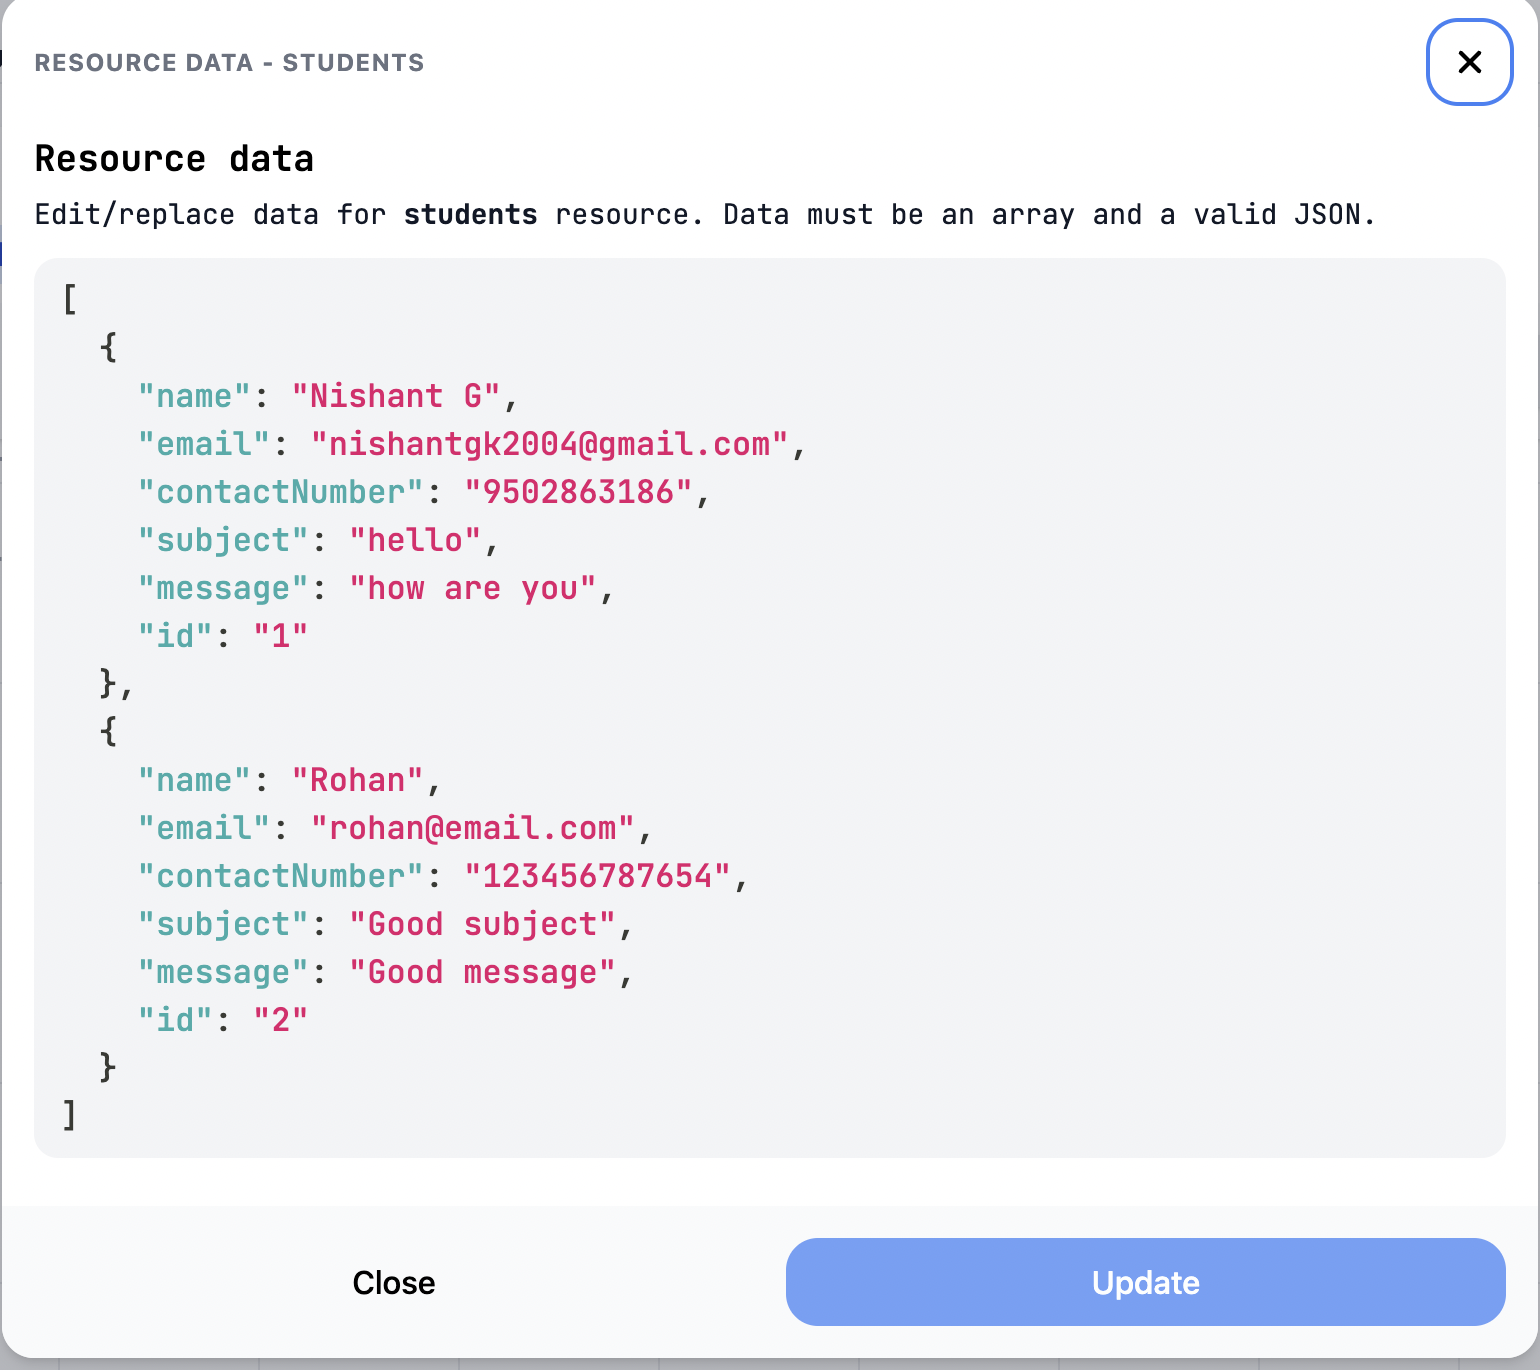 RESOURCE DATA - STUDENTS
Resource data
Edit/replace data for students resource. Data must be an array and a valid JSON.
[
  {
    "name": "Nishant G",
    "email": "nishantgk2004@gmail.com",
    "contactNumber": "9502863186",
    "subject": "hello",
    "message": "how are you",
    "id": "1"
  },
  {
    "name": "Rohan",
    "email": "rohan@email.com",
    "contactNumber": "123456787654",
    "subject": "Good subject",
    "message": "Good message",
    "id": "2"
  }
]
Close
Update